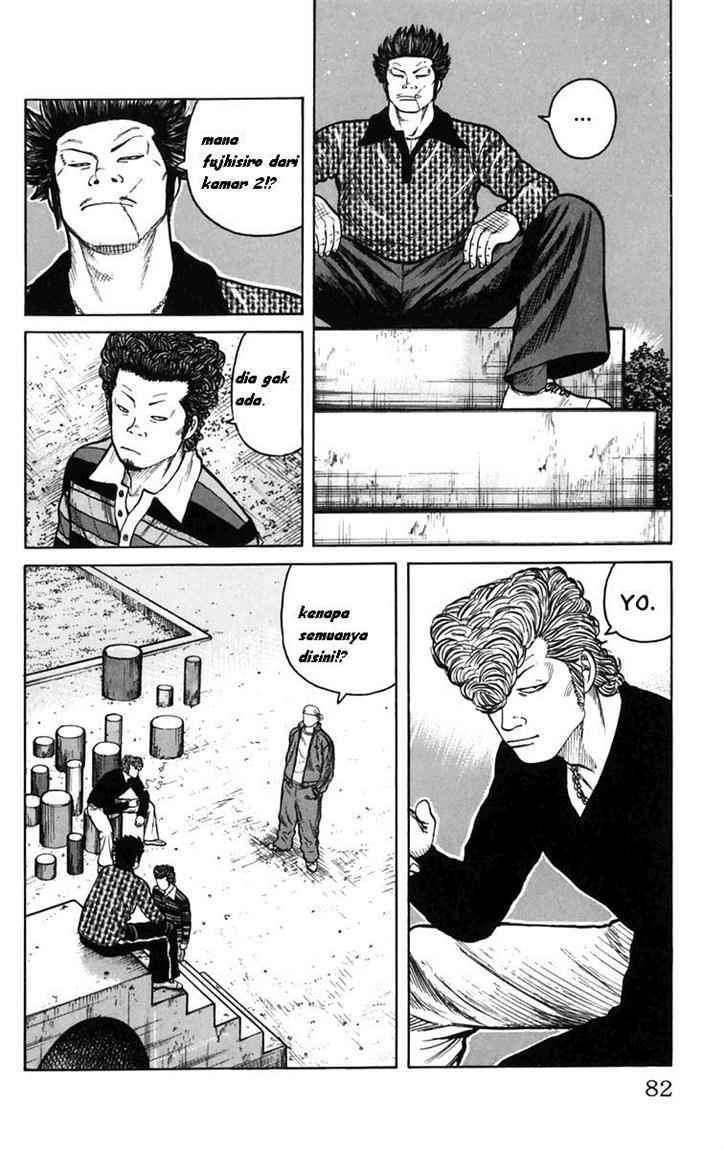 ...
mana
fujhisiro dari
kamar 2!?
dia gak
ada.
YO.
kenapa
semuanya
disini!?
82